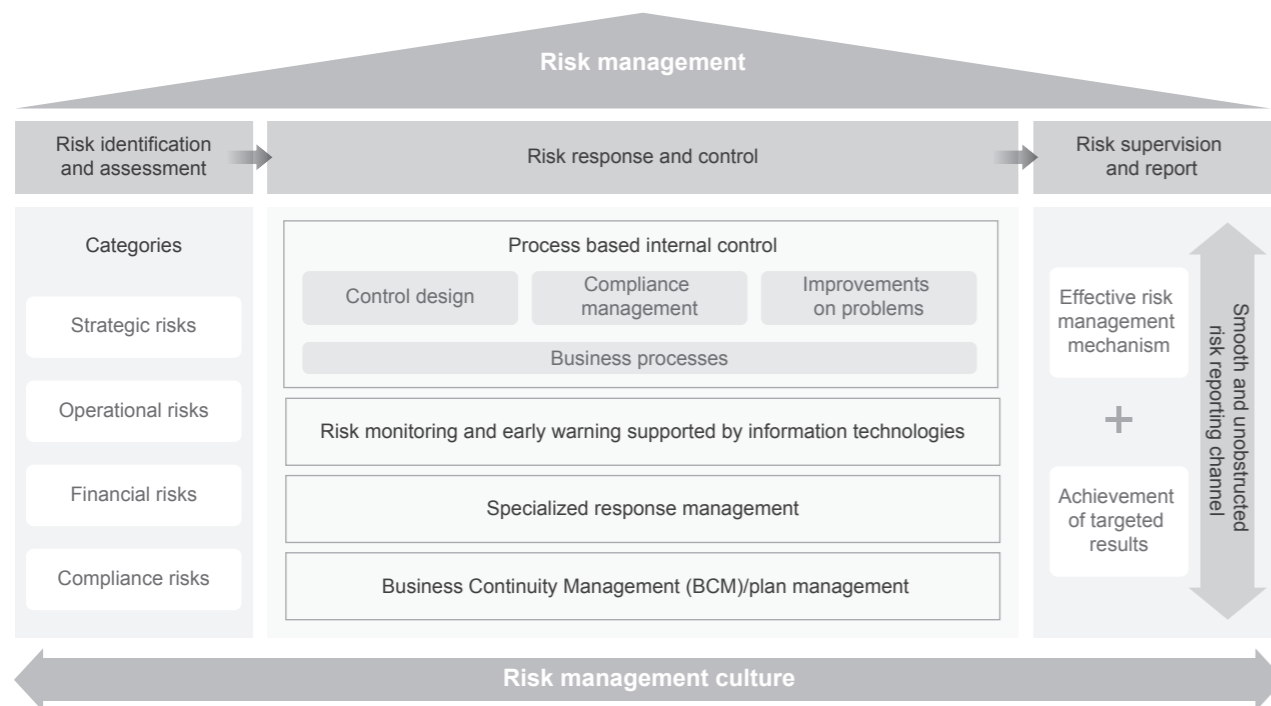 Risk management
Risk identification
and assessment
Risk response and control
Risk supervision
and report
Categories
Strategic risks
Operational risks
Financial risks
Compliance risks
Process based internal control
Control design
Compliance
management
Improvements
on problems
Business processes
Risk monitoring and early warning supported by information technologies
Specialized response management
Business Continuity Management (BCM)/plan management
Effective risk
management
mechanism
+
Achievement
of targeted
results
Smooth and unobstructed
risk reporting channel
Risk management culture